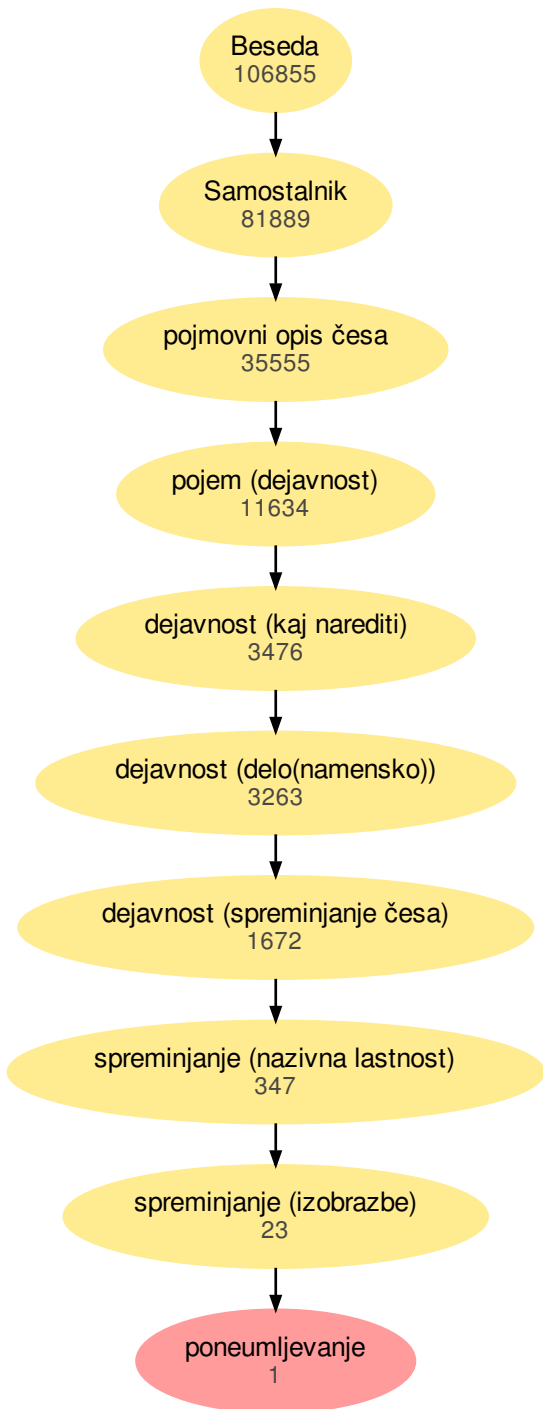 Beseda
106855
Samostalnik
81889
pojmovni opis česa
35555
pojem (dejavnost)
11634
dejavnost (kaj narediti)
3476
dejavnost (delo(namensko))
3263
dejavnost (spreminjanje česa)
1672
spreminjanje (nazivna lastnost)
347
spreminjanje (izobrazbe)
23
poneumljevanje
1